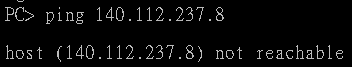 PC> ping 140.112.237.8
host (140.112.237.8) not reachable